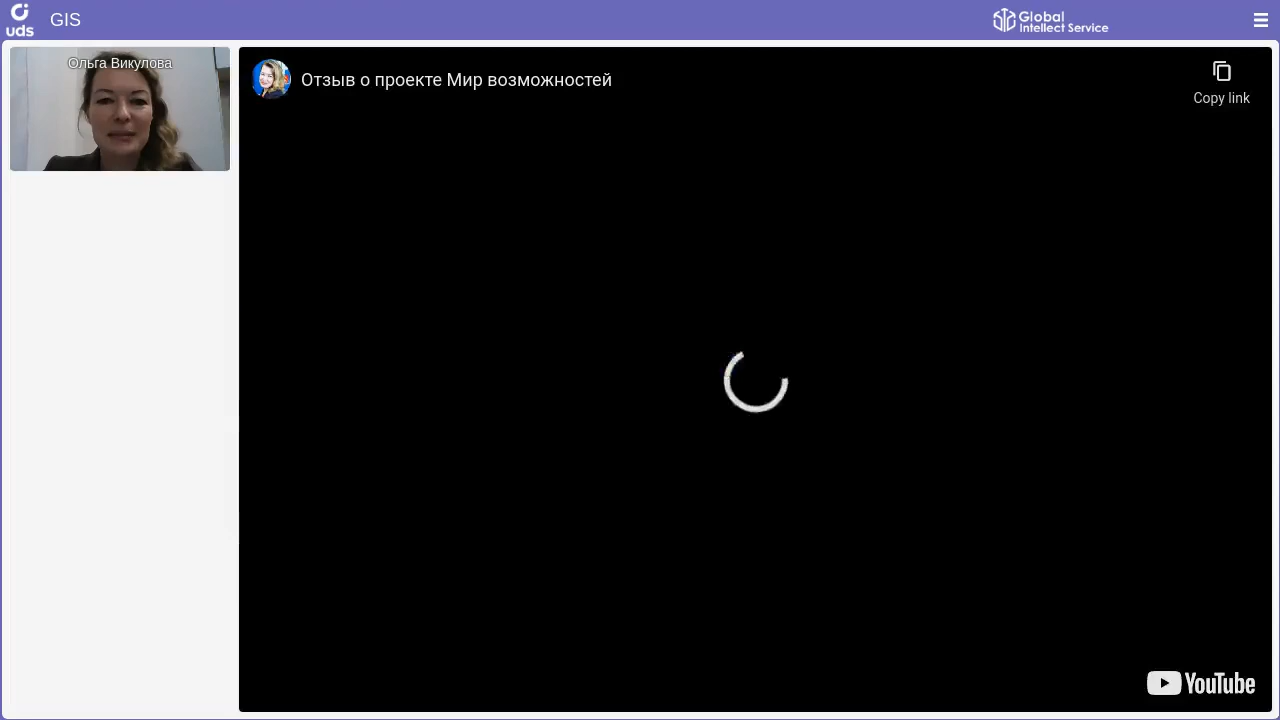 uds
GIS
Global
Intellect Service
Ольга Викулова
Отзыв о проекте Мир возможностей
Copy link
YouTube